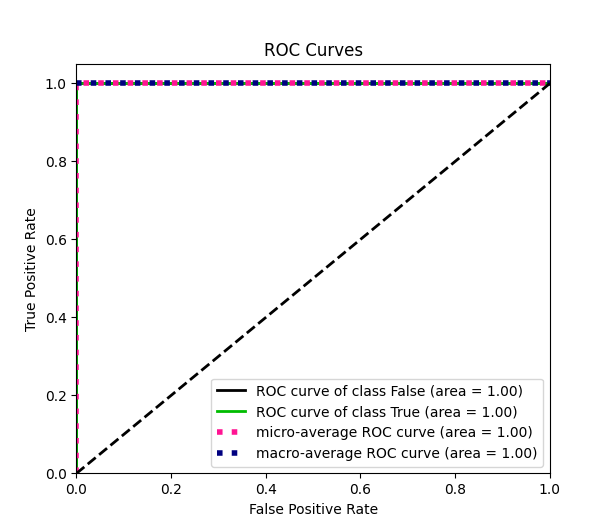 ROC Curves
1.0
0.8
0.6
0.4
0.2
0.0
True Positive Rate
ROC curve of class False (area = 1.00)
ROC curve of class True (area = 1.00)
micro-average ROC curve (area = 1.00)
macro-average ROC curve (area = 1.00)
0.0 0.2 0.4 0.6 0.8 1.0
False Positive Rate